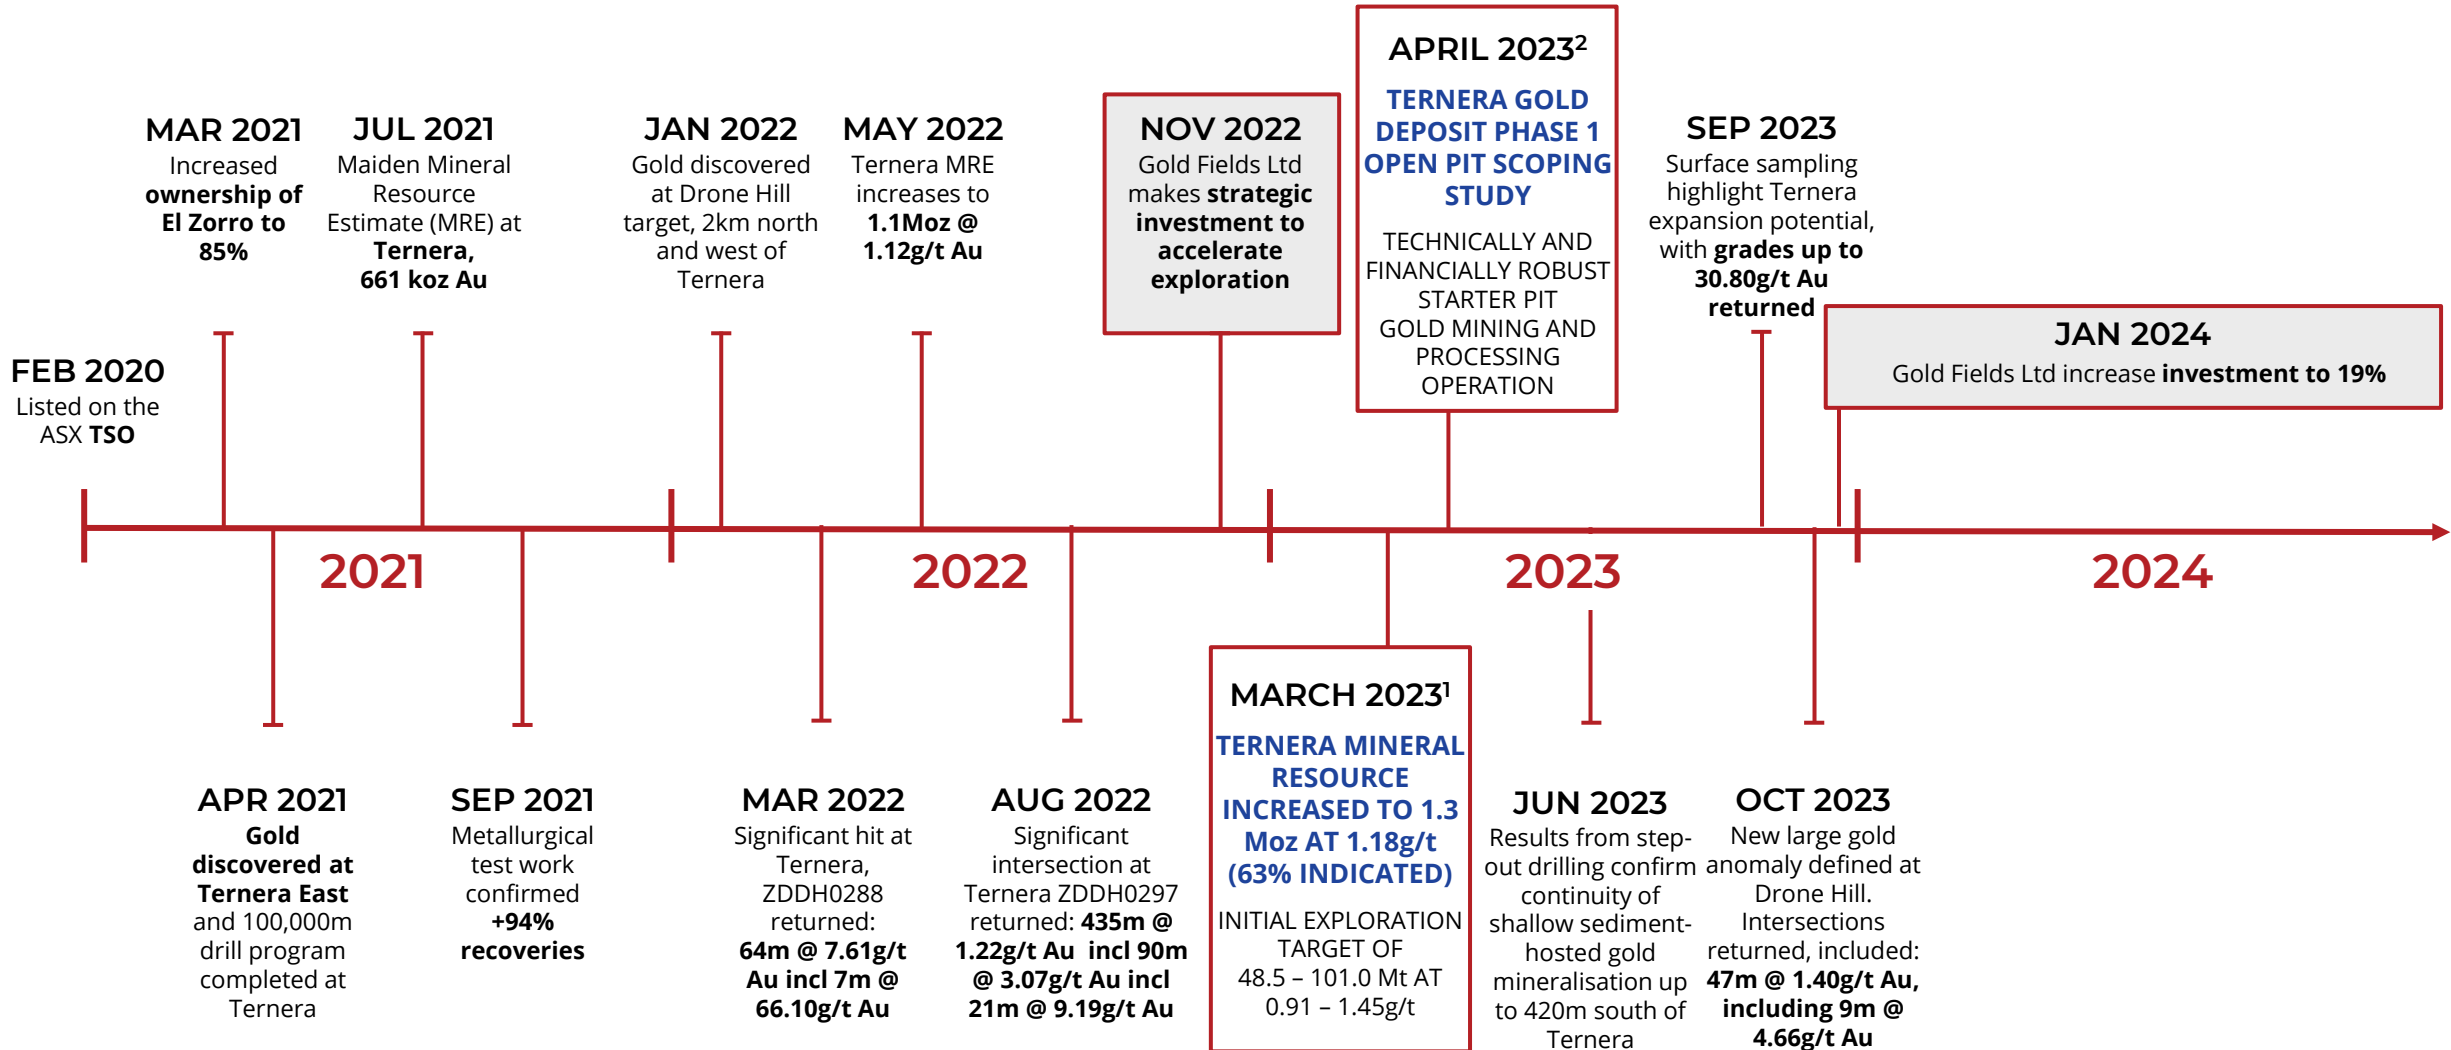 FEB 2020
Listed on the
ASX TSO
MAR 2021
Increased
ownership of
El Zorro to
85%
JUL 2021
Maiden Mineral
Resource
Estimate (MRE) at
Ternera,
661 koz Au
JAN 2022
Gold discovered
at Drone Hill
target, 2km north
and west of
Ternera
MAY 2022
Ternera MRE
increases to
1.1Moz @
1.12g/t Au
NOV 2022
Gold Fields Ltd
makes strategic
investment to
accelerate
exploration
APRIL 2023²
TERNERA GOLD
DEPOSIT PHASE 1
OPEN PIT SCOPING
STUDY
TECHNICALLY AND
FINANCIALLY ROBUST
STARTER PIT
GOLD MINING AND
PROCESSING
OPERATION
SEP 2023
Surface sampling
highlight Ternera
expansion potential,
with grades up to
30.80g/t Au
returned
JAN 2024
Gold Fields Ltd increase investment to 19%
2021
2022
2023
2024
APR 2021
Gold
discovered at
Ternera East
and 100,000m
drill program
completed at
Ternera
SEP 2021
Metallurgical
test work
confirmed
+94%
recoveries
MAR 2022
Significant hit at
Ternera,
ZDDH0288
returned:
64m @ 7.61g/t
Au incl 7m @
66.10g/t Au
AUG 2022
Significant
intersection at
Ternera ZDDH0297
returned: 435m @
1.22g/t Au incl 90m
@ 3.07g/t Au incl
21m @ 9.19g/t Au
MARCH 2023¹
TERNERA MINERAL
RESOURCE
INCREASED TO 1.3
Moz AT 1.18g/t
(63% INDICATED)
INITIAL EXPLORATION
TARGET OF
48.5 – 101.0 Mt AT
0.91 – 1.45g/t
JUN 2023
Results from step-
out drilling confirm
continuity of
shallow sediment-
hosted gold
mineralisation up
to 420m south of
Ternera
OCT 2023
New large gold
anomaly defined at
Drone Hill.
Intersections
returned, included:
47m @ 1.40g/t Au,
including 9m @
4.66g/t Au